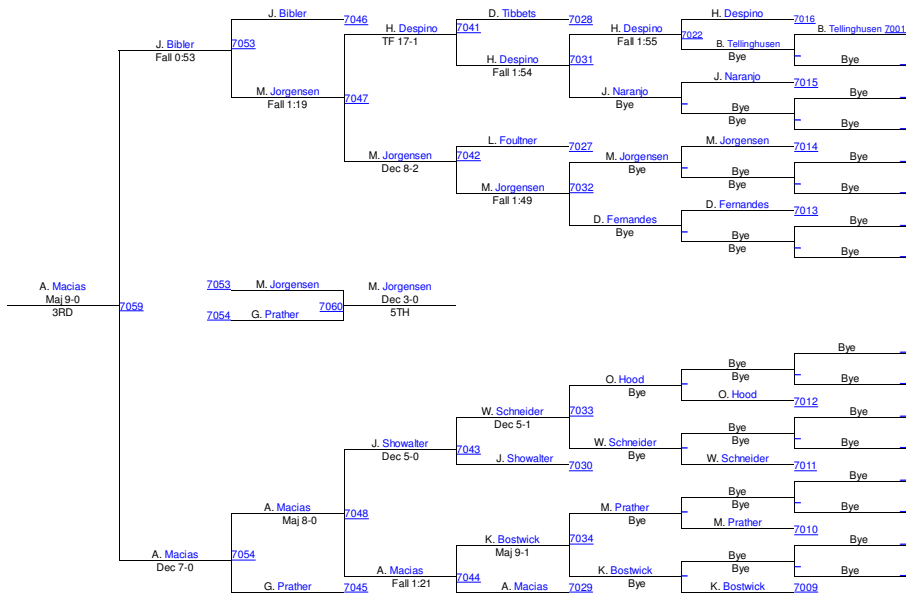 J. Bibler 7046 D. Tibbets 7028 H. Despino 7016
H. Despino 7041 H. Despino B. Tellinghusen 7001
TF 17-1 Fall 1:55 7022
J. Bibler 7053 B. Tellinghusen
Fall 0:53 Bye
H. Despino 7031 Bye
Fall 1:54
J. Naranjo 7015
M. Jorgensen 7047 J. Naranjo Bye
Fall 1:19 Bye
Bye
Bye
Bye
L. Foultner 7027 M. Jorgensen 7014
M. Jorgensen 7042 M. Jorgensen Bye
Dec 8-2 Bye
Bye
Bye
M. Jorgensen 7032 Bye
Fall 1:49
D. Fernandes 7013
D. Fernandes Bye
Bye
Bye
Bye
Bye
A. Macias 7053 M. Jorgensen M. Jorgensen
Maj 9-0 Dec 3-0
3RD 7059 7060 5TH
7054 G. Prather
Bye
Bye
Bye
O. Hood Bye
O. Hood 7012
W. Schneider 7033 Bye
Dec 5-1
Bye
J. Showalter 7043 W. Schneider Bye Bye
Dec 5-0 Bye
J. Showalter 7030 W. Schneider 7011
Bye
Bye
Bye
A. Macias 7048 M. Prather Bye
Maj 8-0 Bye
M. Prather 7010
K. Bostwick 7034 Bye
Maj 9-1
A. Macias 7054 Bye
Dec 7-0 Bye
A. Macias 7044 K. Bostwick Bye
Fall 1:21 Bye
G. Prather 7045 A. Macias 7029 K. Bostwick 7009